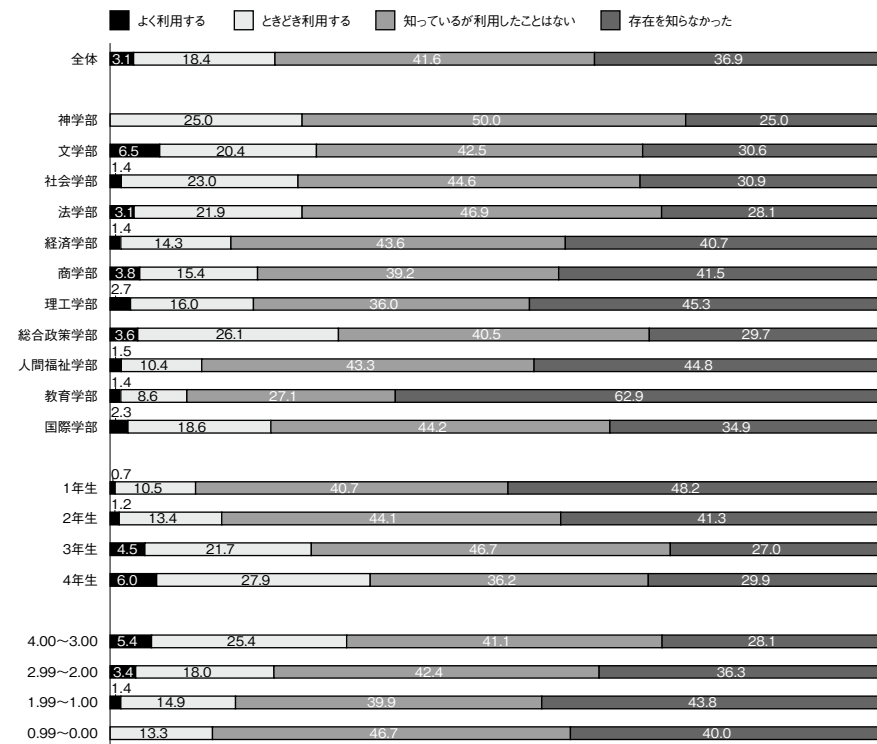 よく利用する ときどき利用する 知っているが利用したことはない 存在を知らなかった
全体 3.1 18.4 41.6 36.9
神学部 25.0 50.0 25.0
文学部 6.5 20.4 42.5 30.6
社会学部 1.4 23.0 44.6 30.9
法学部 3.1 21.9 46.9 28.1
経済学部 1.4 14.3 43.6 40.7
商学部 3.8 15.4 39.2 41.5
理工学部 2.7 16.0 36.0 45.3
総合政策学部 3.6 26.1 40.5 29.7
人間福祉学部 1.5 10.4 43.3 44.8
教育学部 1.4 8.6 27.1 62.9
国際学部 2.3 18.6 44.2 34.9
1年生 0.7 10.5 40.7 48.2
2年生 1.2 13.4 44.1 41.3
3年生 4.5 21.7 46.7 27.0
4年生 6.0 27.9 36.2 29.9
4.00～3.00 5.4 25.4 41.1 28.1
2.99～2.00 3.4 18.0 42.4 36.3
1.99～1.00 1.4 14.9 39.9 43.8
0.99～0.00 13.3 46.7 40.0